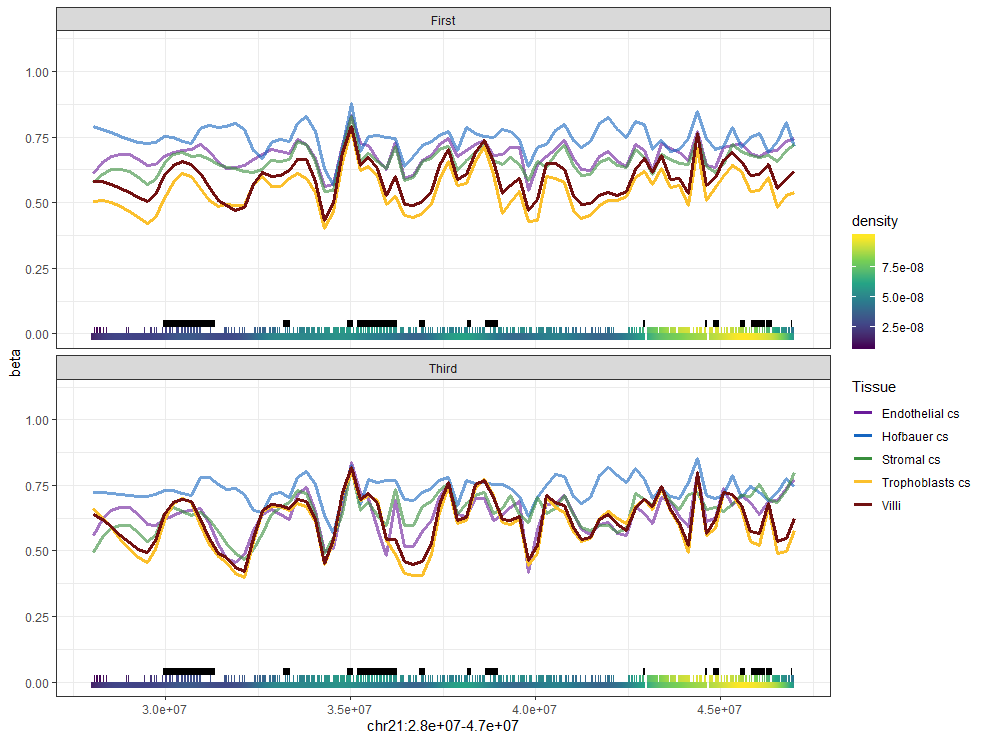 First
1.00
0.75
0.50
0.25
0.00
beta
Third
1.00
0.75
0.50
0.25
0.00
3.0e+07
3.5e+07
4.0e+07
4.5e+07
chr21:2.8e+07-4.7e+07
density
7.5e-08
5.0e-08
2.5e-08
Tissue
Endothelial cs
Hofbauer cs
Stromal cs
Trophoblasts cs
Villi